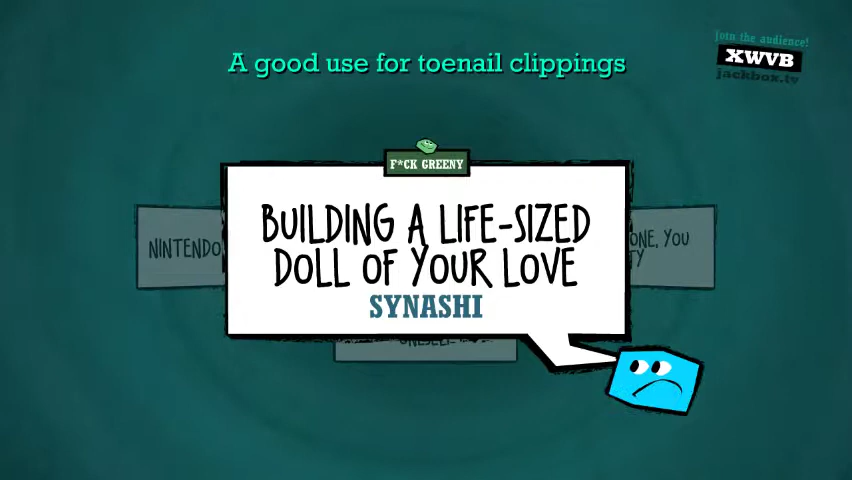 join the audience!
XWVB
jackbox.tv
A good use for toenail clippings
F*CK GREENY
BUILDING A LIFE-SIZED
DOLL OF YOUR LOVE
SYNASHI
NINTENDO
ONE, YOU